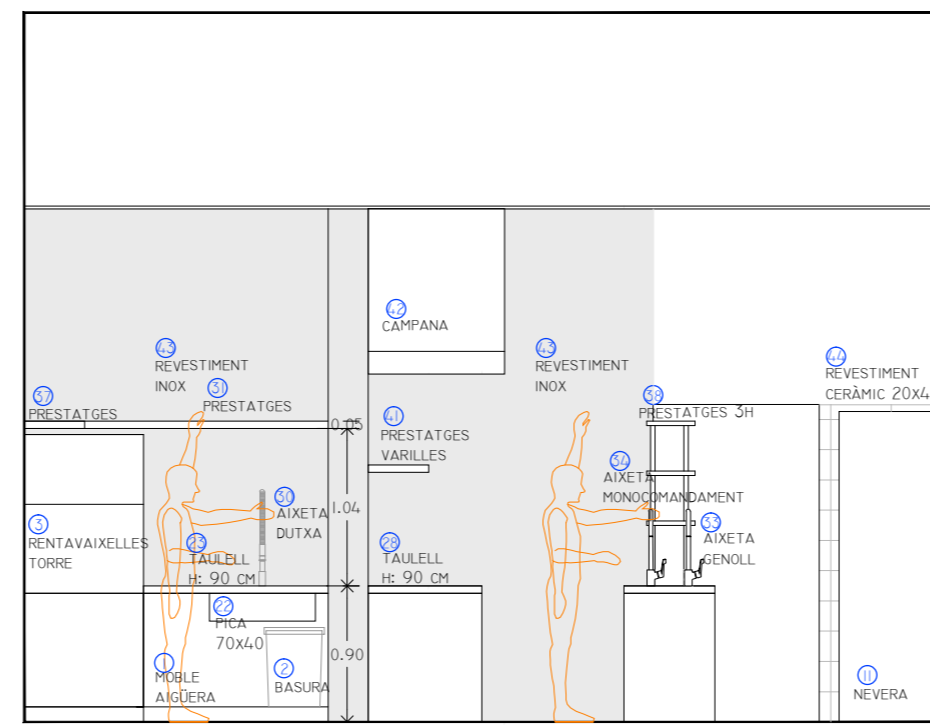 42
CAMPANA
43
REVESTIMENT
INOX
43
REVESTIMENT
INOX
44
REVESTIMENT
CERÀMIC 20X4
37
PRESTATGES
31
PRESTATGES
38
PRESTATGES 3H
41
PRESTATGES
VARILLES
0.05
34
AIXETA
MONOCOMANDAMENT
30
AIXETA
DUTXA
1.04
3
RENTAVAIXELLES
TORRE
23
TAULELL
H: 90 CM
28
TAULELL
H: 90 CM
33
AIXETA
GENOLL
22
PICA
70X40
0.90
1
MOBLE
AIGÜERA
2
BASURA
11
NEVERA